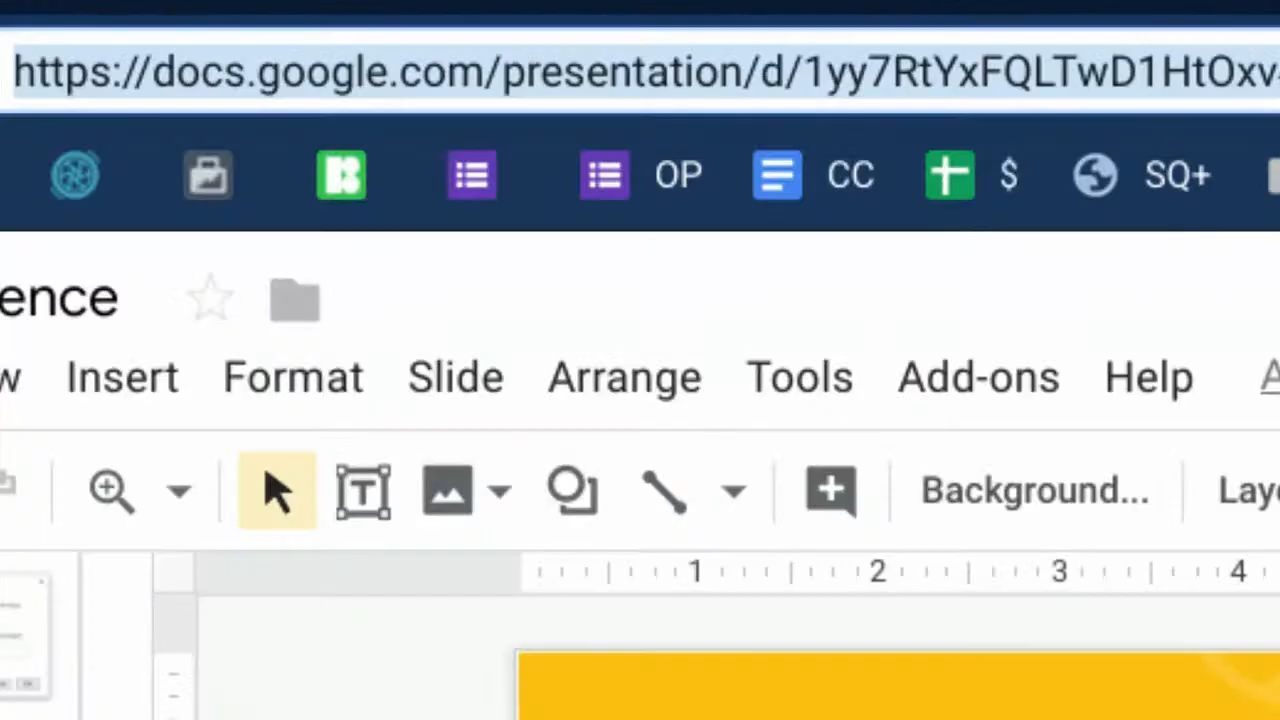 https://docs.google.com/presentation/d/1yy7RtYxFQLTwD1HtOxv
OP CC $ SQ+
ence
w Insert Format Slide Arrange Tools Add-ons Help A
Background... Lay
1 2 3 4